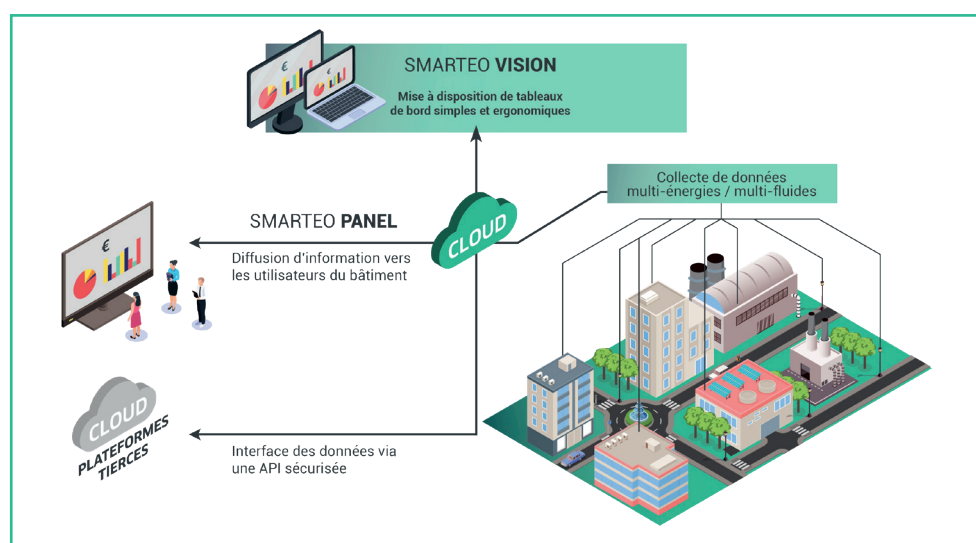 SMARTEO VISION
Mise à disposition de tableaux
de bord simples et ergonomiques
€
€
Collecte de données
multi-énergies / multi-fluides
CLOUD
SMARTEO PANEL
Diffusion d'information vers
les utilisateurs du bâtiment
€
CLOUD
PLATEFORMES
TIERCES
Interface des données via
une API sécurisée